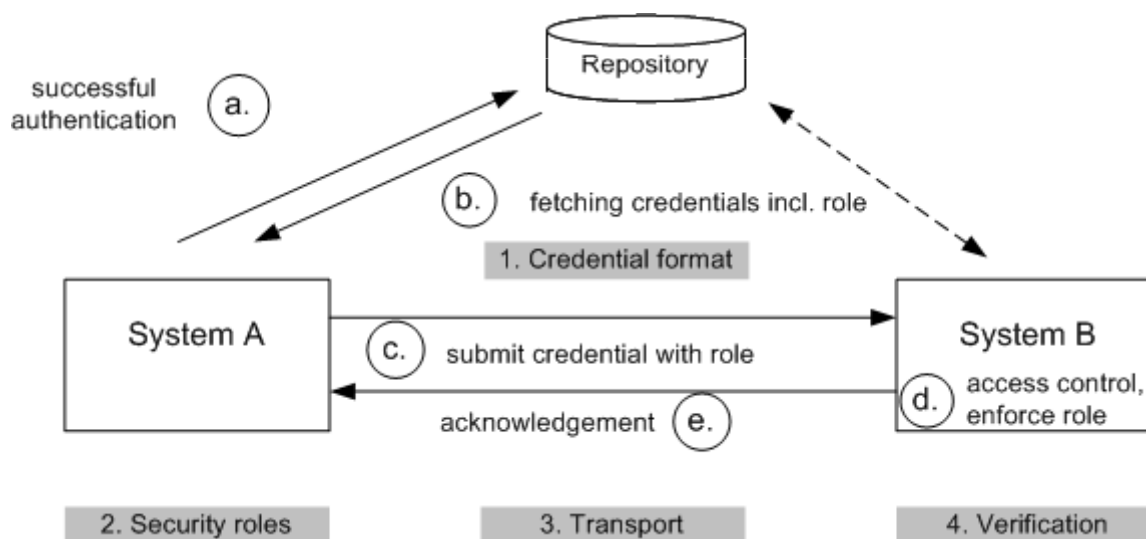 Repository
successful
authentication
a.
b.
fetching credentials incl. role
1. Credential format
System A
System B
c.
submit credential with role
d.
access control,
enforce role
acknowledgement
e.
2. Security roles
3. Transport
4. Verification